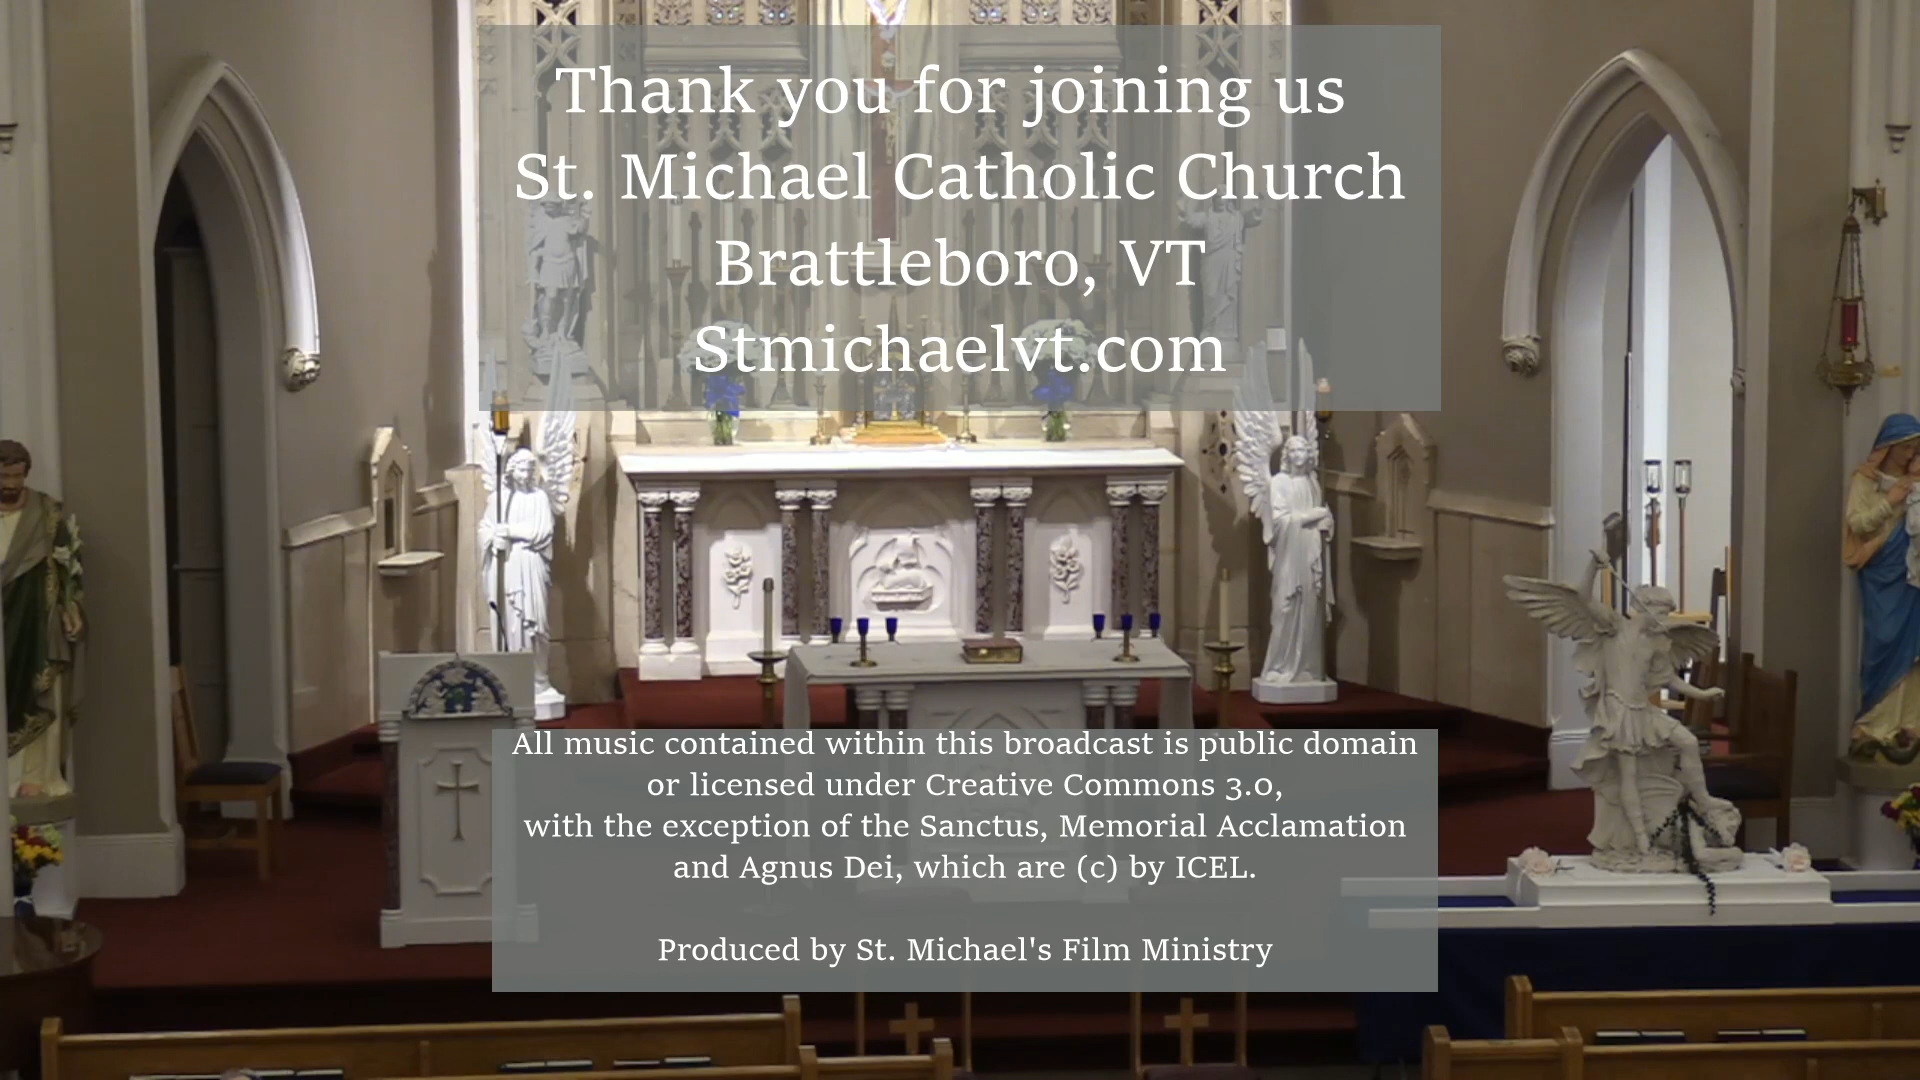 Thank you for joining us
St. Michael Catholic Church
Brattleboro, VT
Stmichaelvt.com
All music contained within this broadcast is public domain
or licensed under Creative Commons 3.0,
with the exception of the Sanctus, Memorial Acclamation
and Agnus Dei, which are (c) by ICEL.
Produced by St. Michael's Film Ministry